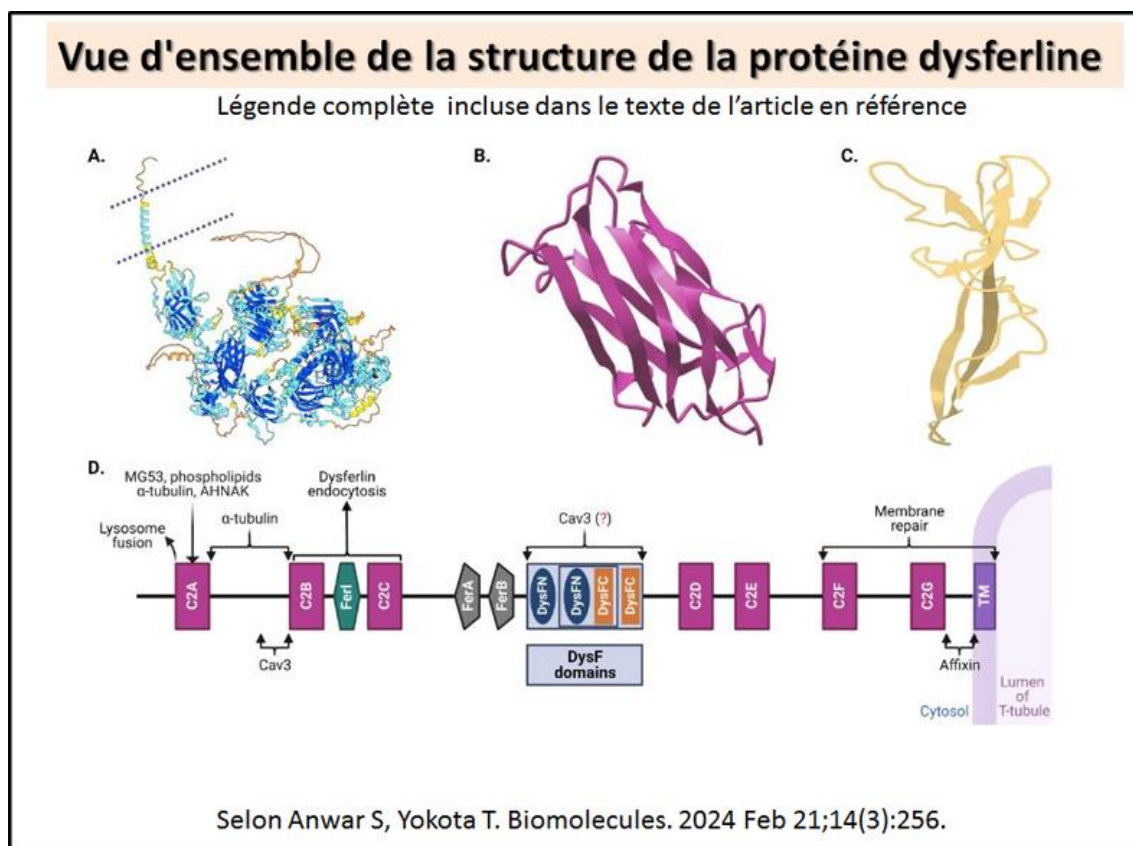 Vue d'ensemble de la structure de la protéine dysferline
Légende complète incluse dans le texte de l'article en référence
A.
B.
C.
D.
MG53, phospholipids
α-tubulin, AHNAK
Lysosome
fusion
α-tubulin
Dysferlin
endocytosis
Cav3 (?)
Membrane
repair
C2A
C2B
FerI
C2C
FerA
FerB
DysFN
DysFN
DysFC
DysFC
C2D
C2E
C2F
C2G
TM
Cav3
DysF
domains
Affixin
Cytosol
Lumen
of
T-tubule
Selon Anwar S, Yokota T. Biomolecules. 2024 Feb 21;14(3):256.